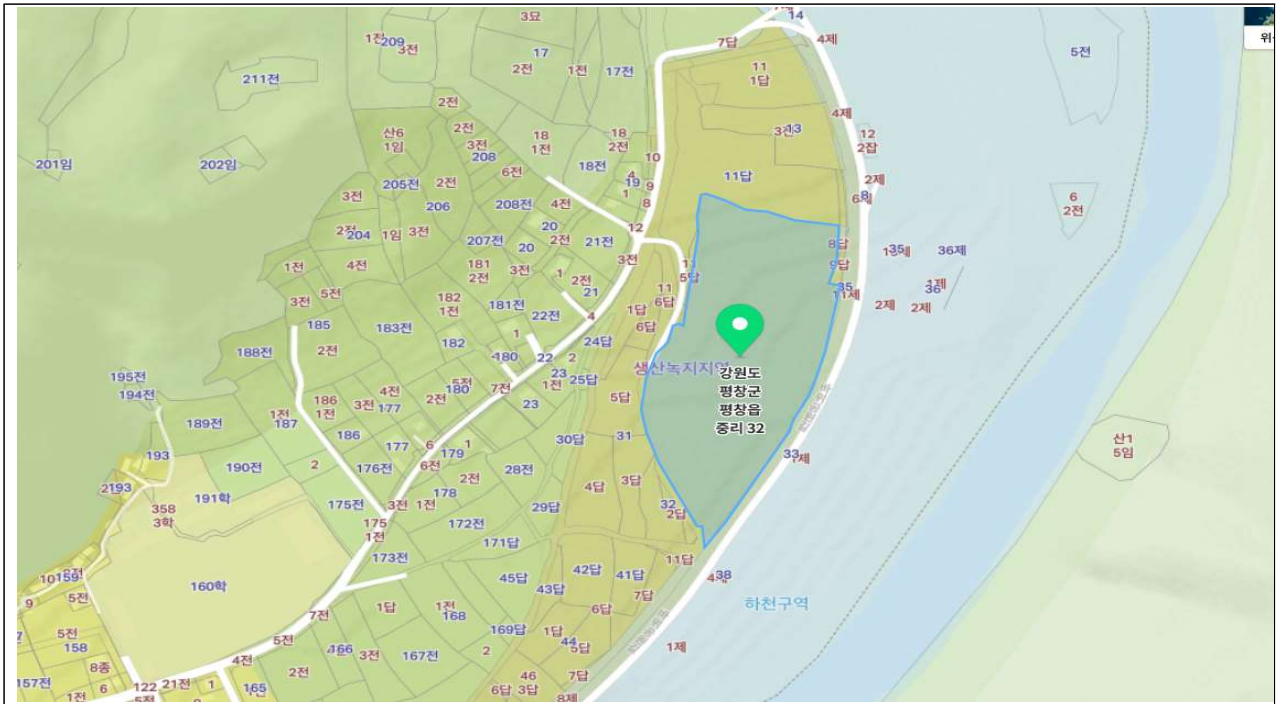 3묘
14
1전
209
3전
17
7답
4제
위
2전
1전
17전
11
1답
5전
211전
2전
4제
산6
1임
2전
3전
208
18
1전
18
2전
3전
13
12
2잡
201임
202임
6전
18전
10
11답
205전
2전
4
19
1
9
8
2제
6제
8
6
2전
3전
206
208전
4전
2전
204
1임
3전
207전
20
20
2전
21전
12
8답
35
36제
1전
4전
181
2전
3전
1
2전
3전
5답
9답
3전
5전
182
1전
181전
21
11
6답
35
1제
36
2제
2제
185
183전
22전
4
1답
6답
188전
2전
182
1
24답
생산녹지지역
강원도
평창군
평창읍
중리 32
195전
194전
180
22
2
5전
180
7전
23
1전
25답
186
1전
4전
3전
177
2전
23
5답
189전
1전
187
186
177
6
179
1
30답
31
산1
5임
193
190전
2
176전
6전
2전
28전
33
193
191학
358
3학
175전
3전
1전
178
4답
3답
175
1전
172전
29답
32
2답
173전
171답
11답
159
160학
45답
43답
42답
41답
38
하천구역
9
5전
7전
1답
1전
168
6답
7답
5전
158
5전
166
3전
167전
169답
2
1답
44
5답
1제
8종
4전
2전
157전
6
122
21전
1
165
46
3답
6답
7답
8제
1전
5전